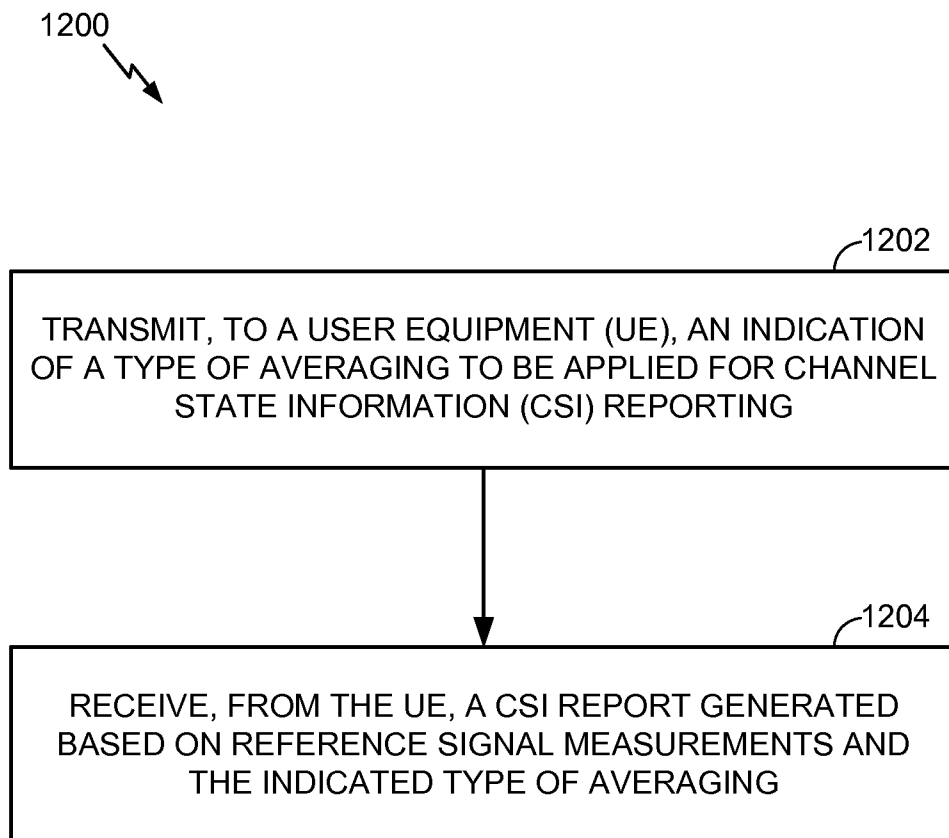 1200
1202
TRANSMIT, TO A USER EQUIPMENT (UE), AN INDICATION
OF A TYPE OF AVERAGING TO BE APPLIED FOR CHANNEL
STATE INFORMATION (CSI) REPORTING
1204
RECEIVE, FROM THE UE, A CSI REPORT GENERATED
BASED ON REFERENCE SIGNAL MEASUREMENTS AND
THE INDICATED TYPE OF AVERAGING